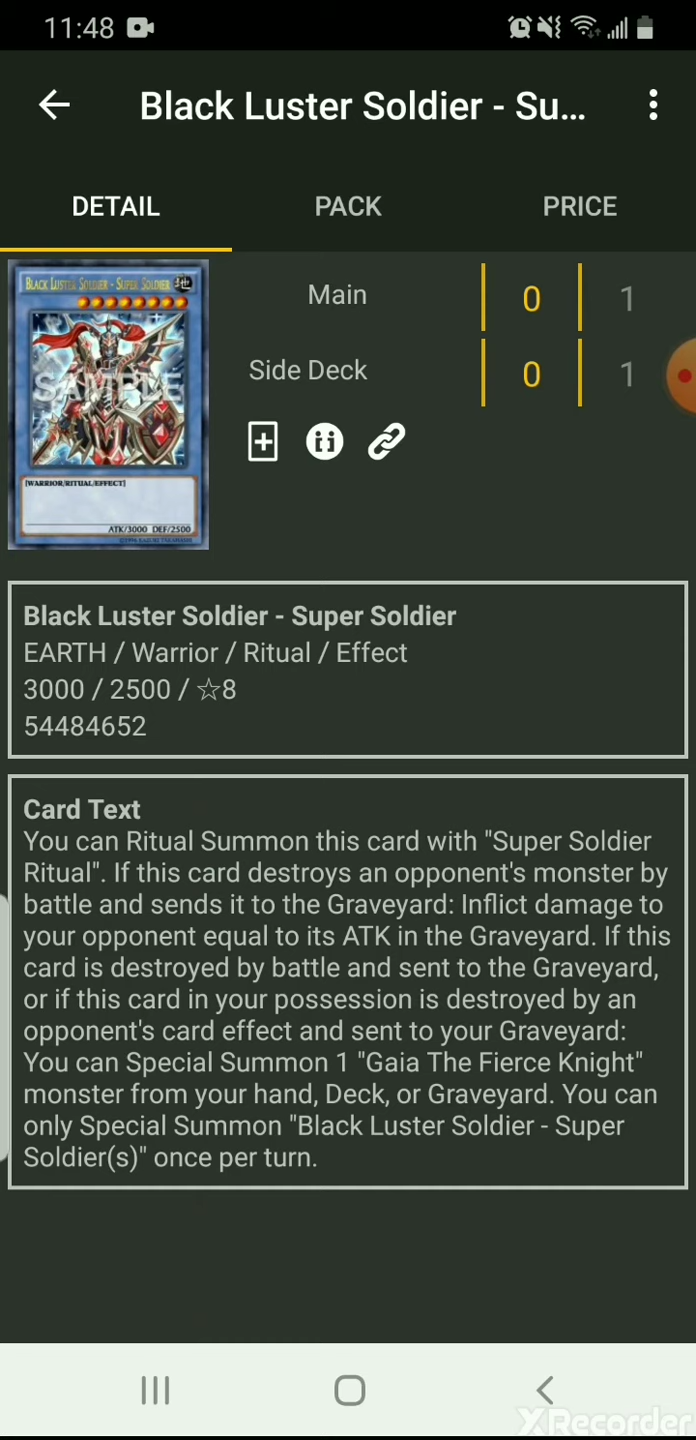 11:48
Black Luster Soldier - Su...
DETAIL PACK PRICE
BLACK LUSTER SOLDIER - SUPER SOLDIER
SAMPLE
[WARRIOR/RITUAL/EFFECT]
ATK/3000 DEF/2500
Main 0 1
Side Deck 0 1
Black Luster Soldier - Super Soldier
EARTH / Warrior / Ritual / Effect
3000 / 2500 / ☆8
54484652
Card Text
You can Ritual Summon this card with "Super Soldier
Ritual". If this card destroys an opponent's monster by
battle and sends it to the Graveyard: Inflict damage to
your opponent equal to its ATK in the Graveyard. If this
card is destroyed by battle and sent to the Graveyard,
or if this card in your possession is destroyed by an
opponent's card effect and sent to your Graveyard:
You can Special Summon 1 "Gaia The Fierce Knight"
monster from your hand, Deck, or Graveyard. You can
only Special Summon "Black Luster Soldier - Super
Soldier(s)" once per turn.
XRecorder